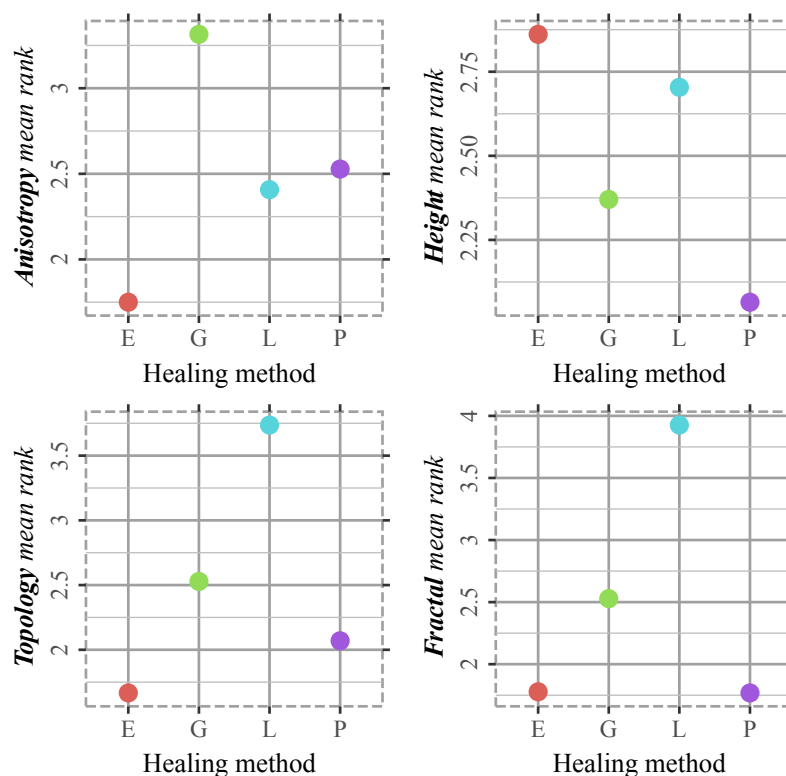 Anisotropy mean rank
3
2.5
2
E G L P
Healing method
Height mean rank
2.75
2.50
2.25
E G L P
Healing method
Topology mean rank
3.5
3
2.5
2
E G L P
Healing method
Fractal mean rank
4
3.5
3
2.5
2
E G L P
Healing method